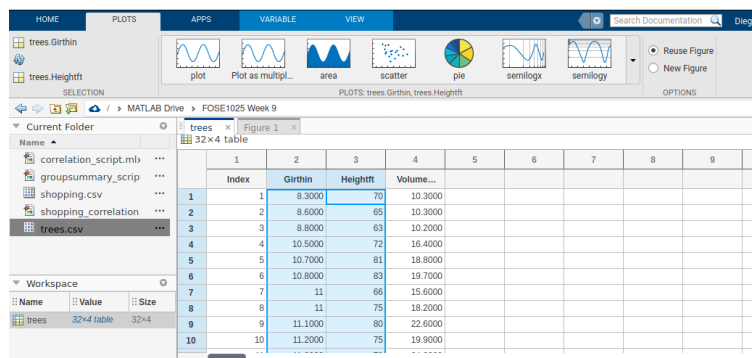 HOME PLOTS APPS VARIABLE VIEW Search Documentation Dieg
trees.Girthin
trees.Heightft
SELECTION
plot Plot as multipl... area scatter pie semilogx semilogy
PLOTS: trees.Girthin, trees.Heightft
Reuse Figure
New Figure
OPTIONS
/ > MATLAB Drive > FOSE1025 Week 9
Current Folder
Name
correlation_script.mlx ...
groupsummary_scrip ...
shopping.csv ...
shopping_correlation. ...
trees.csv ...
Workspace
Name Value Size
trees 32×4 table 32×4
trees × Figure 1 ×
32×4 table
1 2 3 4 5 6 7 8 9
Index Girthin Heightft Volume...
1 1 8.3000 70 10.3000
2 2 8.6000 65 10.3000
3 3 8.8000 63 10.2000
4 4 10.5000 72 16.4000
5 5 10.7000 81 18.8000
6 6 10.8000 83 19.7000
7 7 11 66 15.6000
8 8 11 75 18.2000
9 9 11.1000 80 22.6000
10 10 11.2000 75 19.9000